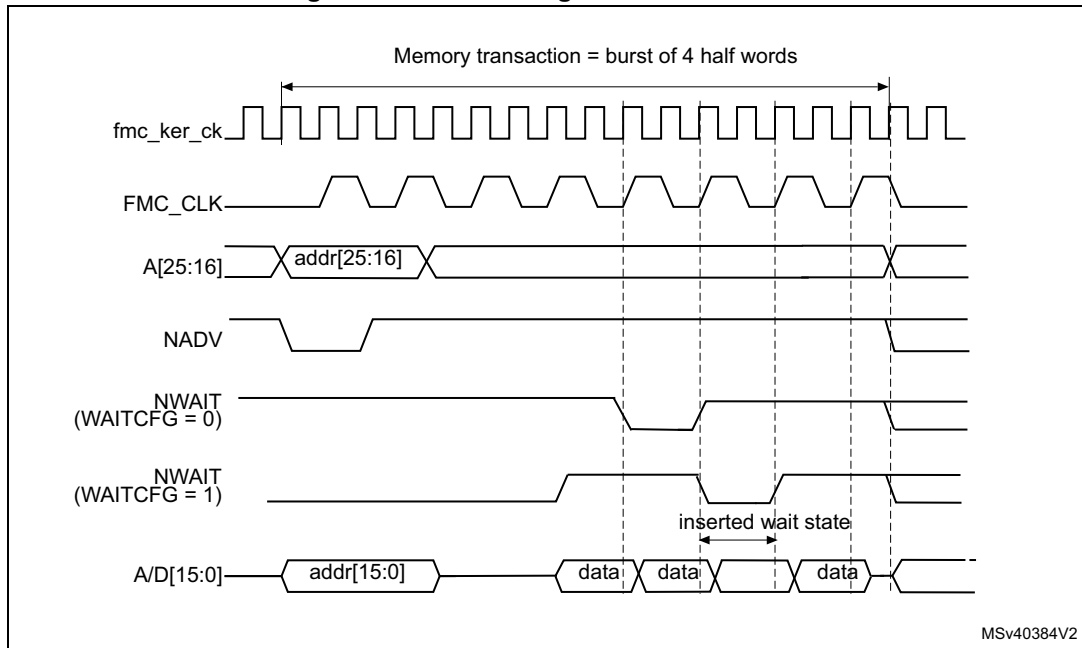 Memory transaction = burst of 4 half words
fmc_ker_ck
FMC_CLK
A[25:16]
addr[25:16]
NADV
NWAIT
(WAITCFG = 0)
NWAIT
(WAITCFG = 1)
inserted wait state
A/D[15:0]
addr[15:0]
data
data
data
MSv40384V2